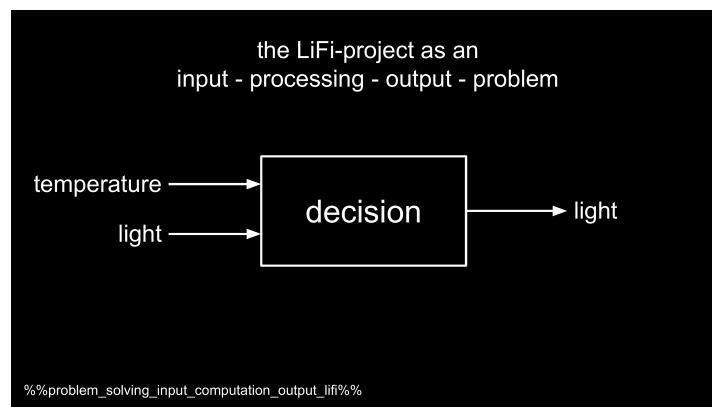 the LiFi-project as an
input - processing - output - problem
temperature
light
decision
light
%%problem_solving_input_computation_output_lifi%%